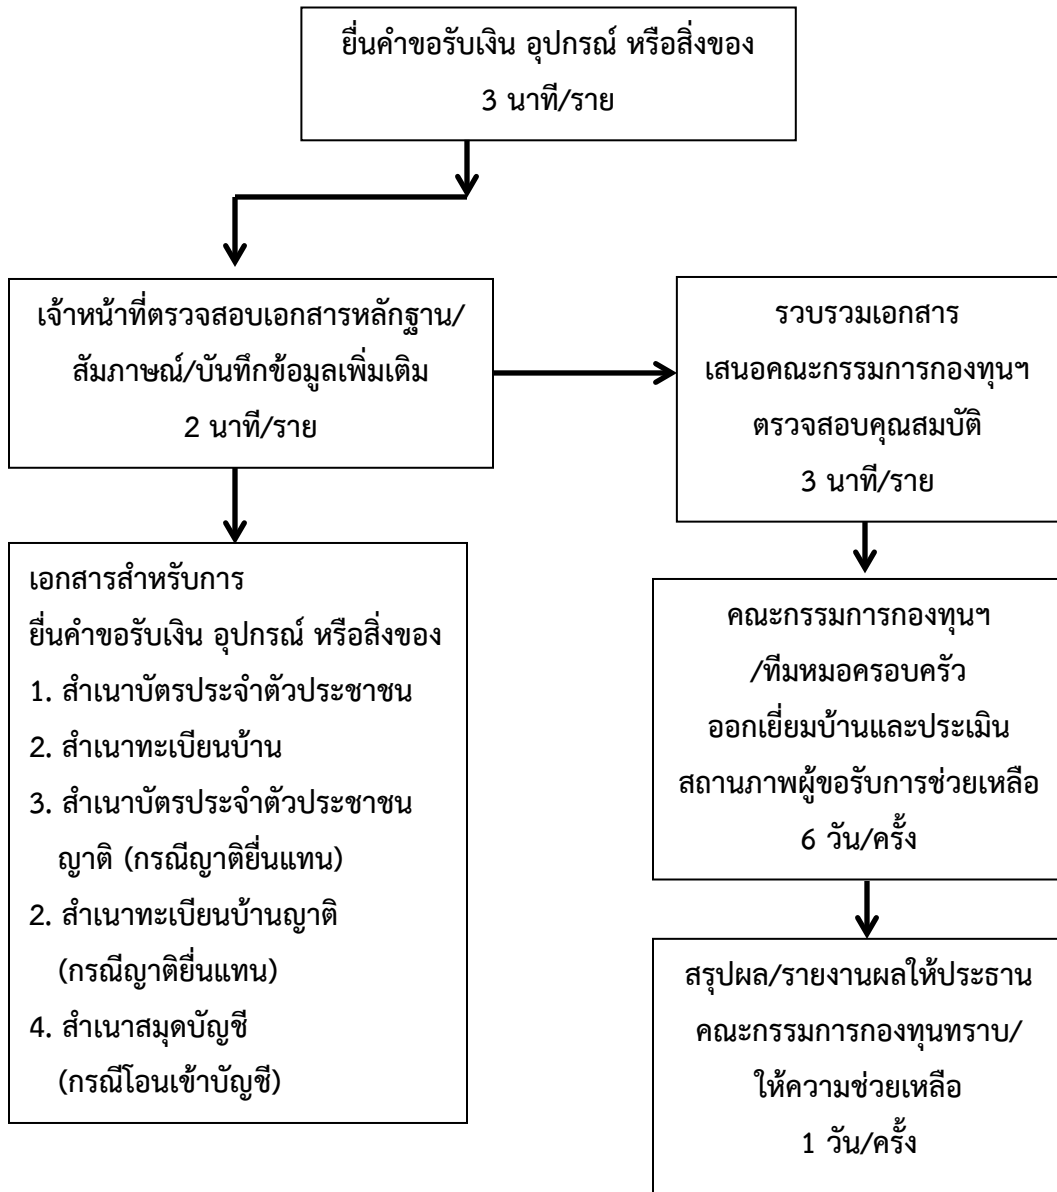 ยื่นคำขอรับเงิน อุปกรณ์ หรือสิ่งของ
3 นาที/ราย
เจ้าหน้าที่ตรวจสอบเอกสารหลักฐาน/
สัมภาษณ์/บันทึกข้อมูลเพิ่มเติม
2 นาที/ราย
รวบรวมเอกสาร
เสนอคณะกรรมการกองทุนฯ
ตรวจสอบคุณสมบัติ
3 นาที/ราย
เอกสารสำหรับการ
ยื่นคำขอรับเงิน อุปกรณ์ หรือสิ่งของ
1. สำเนาบัตรประจำตัวประชาชน
2. สำเนาทะเบียนบ้าน
3. สำเนาบัตรประจำตัวประชาชน
ญาติ (กรณีญาติยื่นแทน)
2. สำเนาทะเบียนบ้านญาติ
(กรณีญาติยื่นแทน)
4. สำเนาสมุดบัญชี
(กรณีโอนเข้าบัญชี)
คณะกรรมการกองทุนฯ
/ทีมหมอครอบครัว
ออกเยี่ยมบ้านและประเมิน
สถานภาพผู้ขอรับการช่วยเหลือ
6 วัน/ครั้ง
สรุปผล/รายงานผลให้ประธาน
คณะกรรมการกองทุนทราบ/
ให้ความช่วยเหลือ
1 วัน/ครั้ง